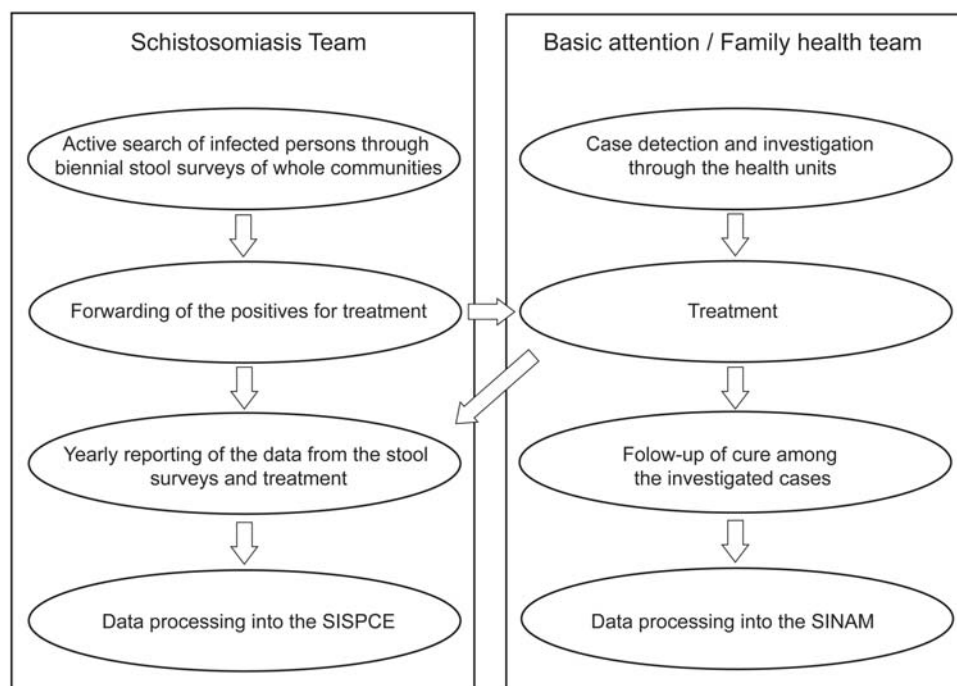 Schistosomiasis Team
Active search of infected persons through
biennial stool surveys of whole communities
Forwarding of the positives for treatment
Yearly reporting of the data from the stool
surveys and treatment
Data processing into the SISPCE
Basic attention / Family health team
Case detection and investigation
through the health units
Treatment
Folow-up of cure among
the investigated cases
Data processing into the SINAM